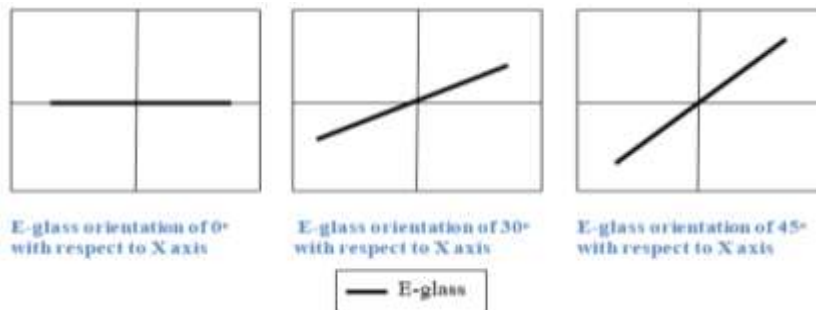 E-glass orientation of 0°
with respect to X axis
E-glass orientation of 30°
with respect to X axis
E-glass orientation of 45°
with respect to X axis
E-glass